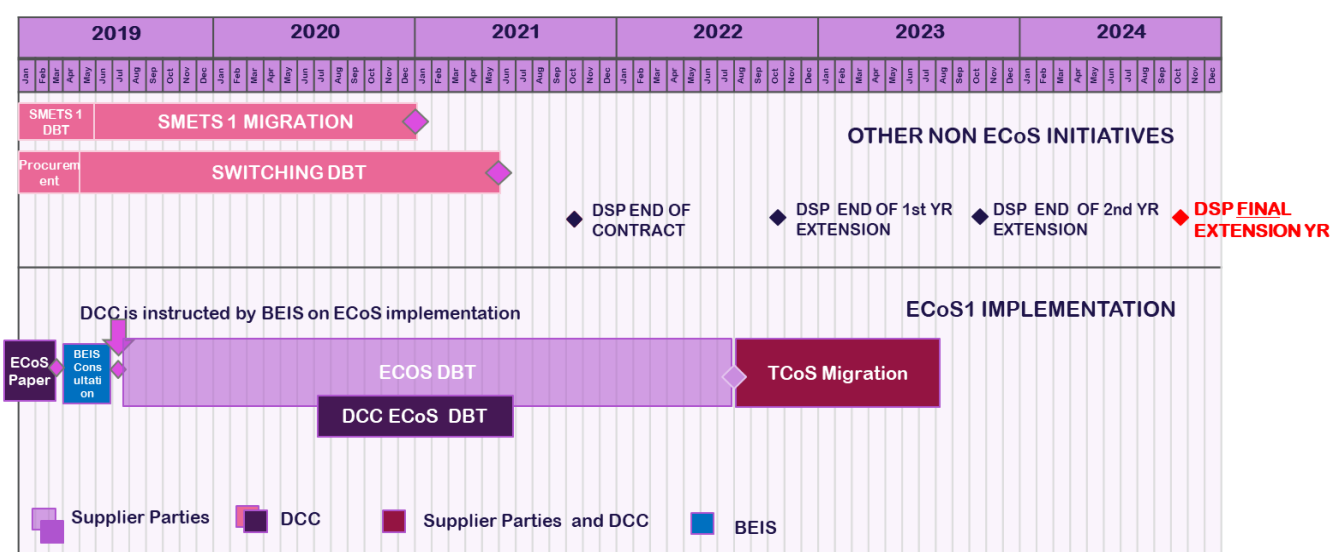 2019 2020 2021 2022 2023 2024
Jan Feb Mar Apr May Jun Jul Aug Sep Oct Nov Dec Jan Feb Mar Apr May Jun Jul Aug Sep Oct Nov Dec Jan Feb Mar Apr May Jun Jul Aug Sep Oct Nov Dec Jan Feb Mar Apr May Jun Jul Aug Sep Oct Nov Dec Jan Feb Mar Apr May Jun Jul Aug Sep Oct Nov Dec Jan Feb Mar Apr May Jun Jul Aug Sep Oct Nov Dec
SMETS 1
DBT
SMETS 1 MIGRATION
OTHER NON ECoS INITIATIVES
Procurem
ent
SWITCHING DBT
DSP END OF
CONTRACT
DSP END OF 1st YR
EXTENSION
DSP END OF 2nd YR
EXTENSION
DSP FINAL
EXTENSION YR
ECoS1 IMPLEMENTATION
DCC is instructed by BEIS on ECoS implementation
ECoS
Paper
BEIS
Cons
ultati
on
ECOS DBT
TCoS Migration
DCC ECoS DBT
Supplier Parties
DCC
Supplier Parties and DCC
BEIS